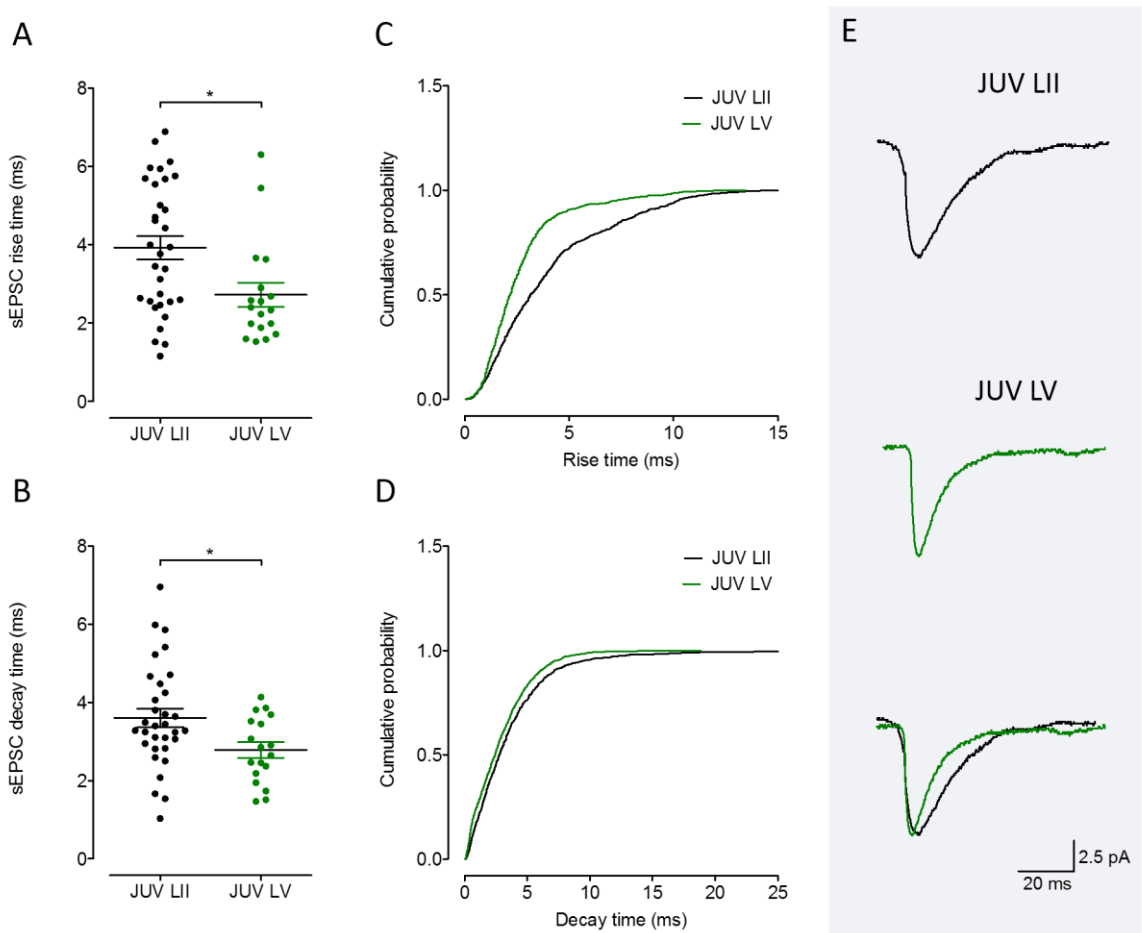 A
sEPSC rise time (ms)
8
6
4
2
0
*
JUV LII
JUV LV
C
Cumulative probability
1.5
1.0
0.5
0.0
JUV LII
JUV LV
0 5 10 15
Rise time (ms)
B
sEPSC decay time (ms)
8
6
4
2
0
*
JUV LII
JUV LV
D
Cumulative probability
1.5
1.0
0.5
0.0
JUV LII
JUV LV
0 5 10 15 20 25
Decay time (ms)
E
JUV LII
JUV LV
2.5 pA
20 ms